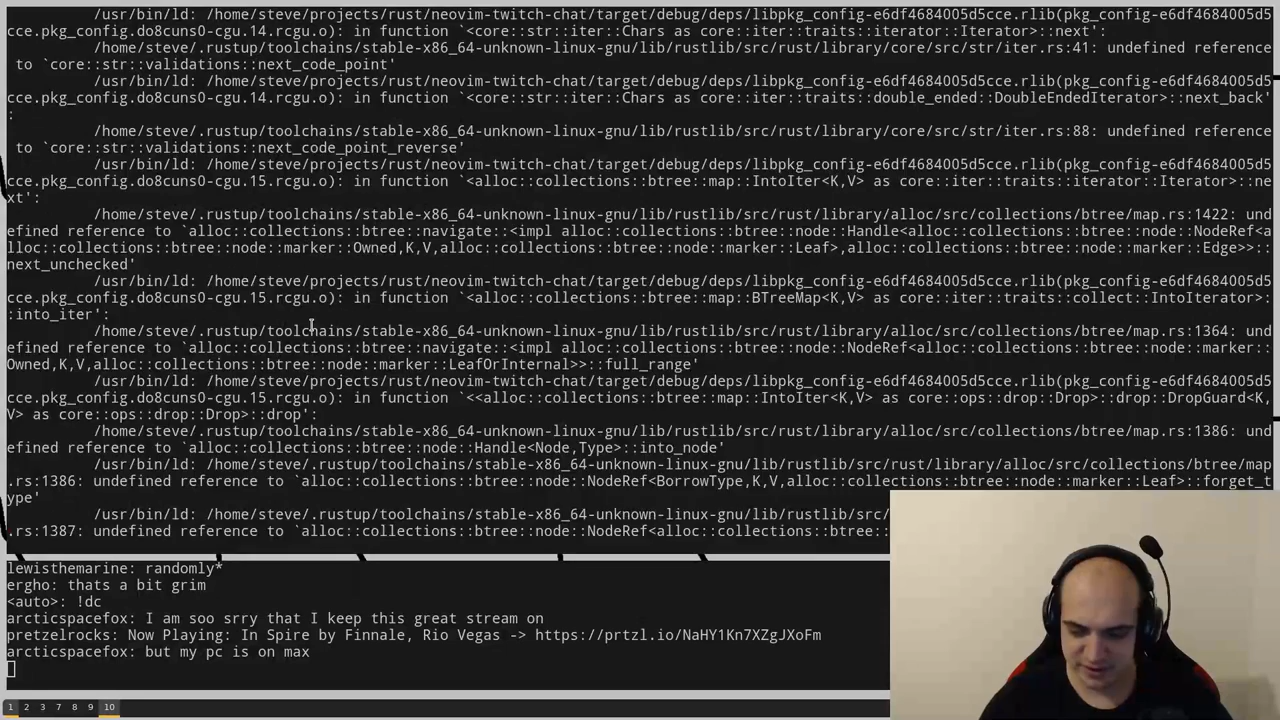 /usr/bin/ld: /home/steve/projects/rust/neovim-twitch-chat/target/debug/deps/libpkg_config-e6df4684005d5
cce.rlib(pkg_config-e6df4684005d5cce.pkg_config.do8cuns0-cgu.14.rcgu.o): in function `<core::str::iter::Chars as core::iter::traits::iterator::Iterator>::next':
/home/steve/.rustup/toolchains/stable-x86_64-unknown-linux-gnu/lib/rustlib/src/rust/library/core/src/str/iter.rs:41: undefined reference
to `core::str::validations::next_code_point'
/usr/bin/ld: /home/steve/projects/rust/neovim-twitch-chat/target/debug/deps/libpkg_config-e6df4684005d5cce.rlib(pkg_config-e6df4684005d5
cce.pkg_config.do8cuns0-cgu.14.rcgu.o): in function `<core::str::iter::Chars as core::iter::traits::double_ended::DoubleEndedIterator>::next_back'
:
/home/steve/.rustup/toolchains/stable-x86_64-unknown-linux-gnu/lib/rustlib/src/rust/library/core/src/str/iter.rs:88: undefined reference
to `core::str::validations::next_code_point_reverse'
/usr/bin/ld: /home/steve/projects/rust/neovim-twitch-chat/target/debug/deps/libpkg_config-e6df4684005d5cce.rlib(pkg_config-e6df4684005d5
cce.pkg_config.do8cuns0-cgu.15.rcgu.o): in function `<alloc::collections::btree::map::IntoIter<K,V> as core::iter::traits::iterator::Iterator>::ne
xt':
/home/steve/.rustup/toolchains/stable-x86_64-unknown-linux-gnu/lib/rustlib/src/rust/library/alloc/src/collections/btree/map.rs:1422: und
efined reference to `alloc::collections::btree::navigate::<impl alloc::collections::btree::node::Handle<alloc::collections::btree::node::NodeRef<a
lloc::collections::btree::node::marker::Owned,K,V,alloc::collections::btree::node::marker::Leaf>,alloc::collections::btree::node::marker::Edge>>::
next_unchecked'
/usr/bin/ld: /home/steve/projects/rust/neovim-twitch-chat/target/debug/deps/libpkg_config-e6df4684005d5cce.rlib(pkg_config-e6df4684005d5
cce.pkg_config.do8cuns0-cgu.15.rcgu.o): in function `<alloc::collections::btree::map::BTreeMap<K,V> as core::iter::traits::collect::IntoIterator>:
:into_iter':
/home/steve/.rustup/toolchains/stable-x86_64-unknown-linux-gnu/lib/rustlib/src/rust/library/alloc/src/collections/btree/map.rs:1364: und
efined reference to `alloc::collections::btree::navigate::<impl alloc::collections::btree::node::NodeRef<alloc::collections::btree::node::marker::
Owned,K,V,alloc::collections::btree::node::marker::LeafOrInternal>>::full_range'
/usr/bin/ld: /home/steve/projects/rust/neovim-twitch-chat/target/debug/deps/libpkg_config-e6df4684005d5cce.rlib(pkg_config-e6df4684005d5
cce.pkg_config.do8cuns0-cgu.15.rcgu.o): in function `<<alloc::collections::btree::map::IntoIter<K,V> as core::ops::drop::Drop>::drop::DropGuard<K,
V> as core::ops::drop::Drop>::drop':
/home/steve/.rustup/toolchains/stable-x86_64-unknown-linux-gnu/lib/rustlib/src/rust/library/alloc/src/collections/btree/map.rs:1386: und
efined reference to `alloc::collections::btree::node::Handle<Node,Type>::into_node'
/usr/bin/ld: /home/steve/.rustup/toolchains/stable-x86_64-unknown-linux-gnu/lib/rustlib/src/rust/library/alloc/src/collections/btree/map
.rs:1386: undefined reference to `alloc::collections::btree::node::NodeRef<BorrowType,K,V,alloc::collections::btree::node::marker::Leaf>::forget_t
ype'
/usr/bin/ld: /home/steve/.rustup/toolchains/stable-x86_64-unknown-linux-gnu/lib/rustlib/src/
.rs:1387: undefined reference to `alloc::collections::btree::node::NodeRef<alloc::collections::btree::
lewisthemarine: randomly*
ergho: thats a bit grim
<auto>: !dc
arcticspacefox: I am soo srry that I keep this great stream on
pretzelrocks: Now Playing: In Spire by Finnale, Rio Vegas -> https://prtzl.io/NaHY1Kn7XZgJXoFm
arcticspacefox: but my pc is on max
1 2 3 4 5 6 7 8 9 10